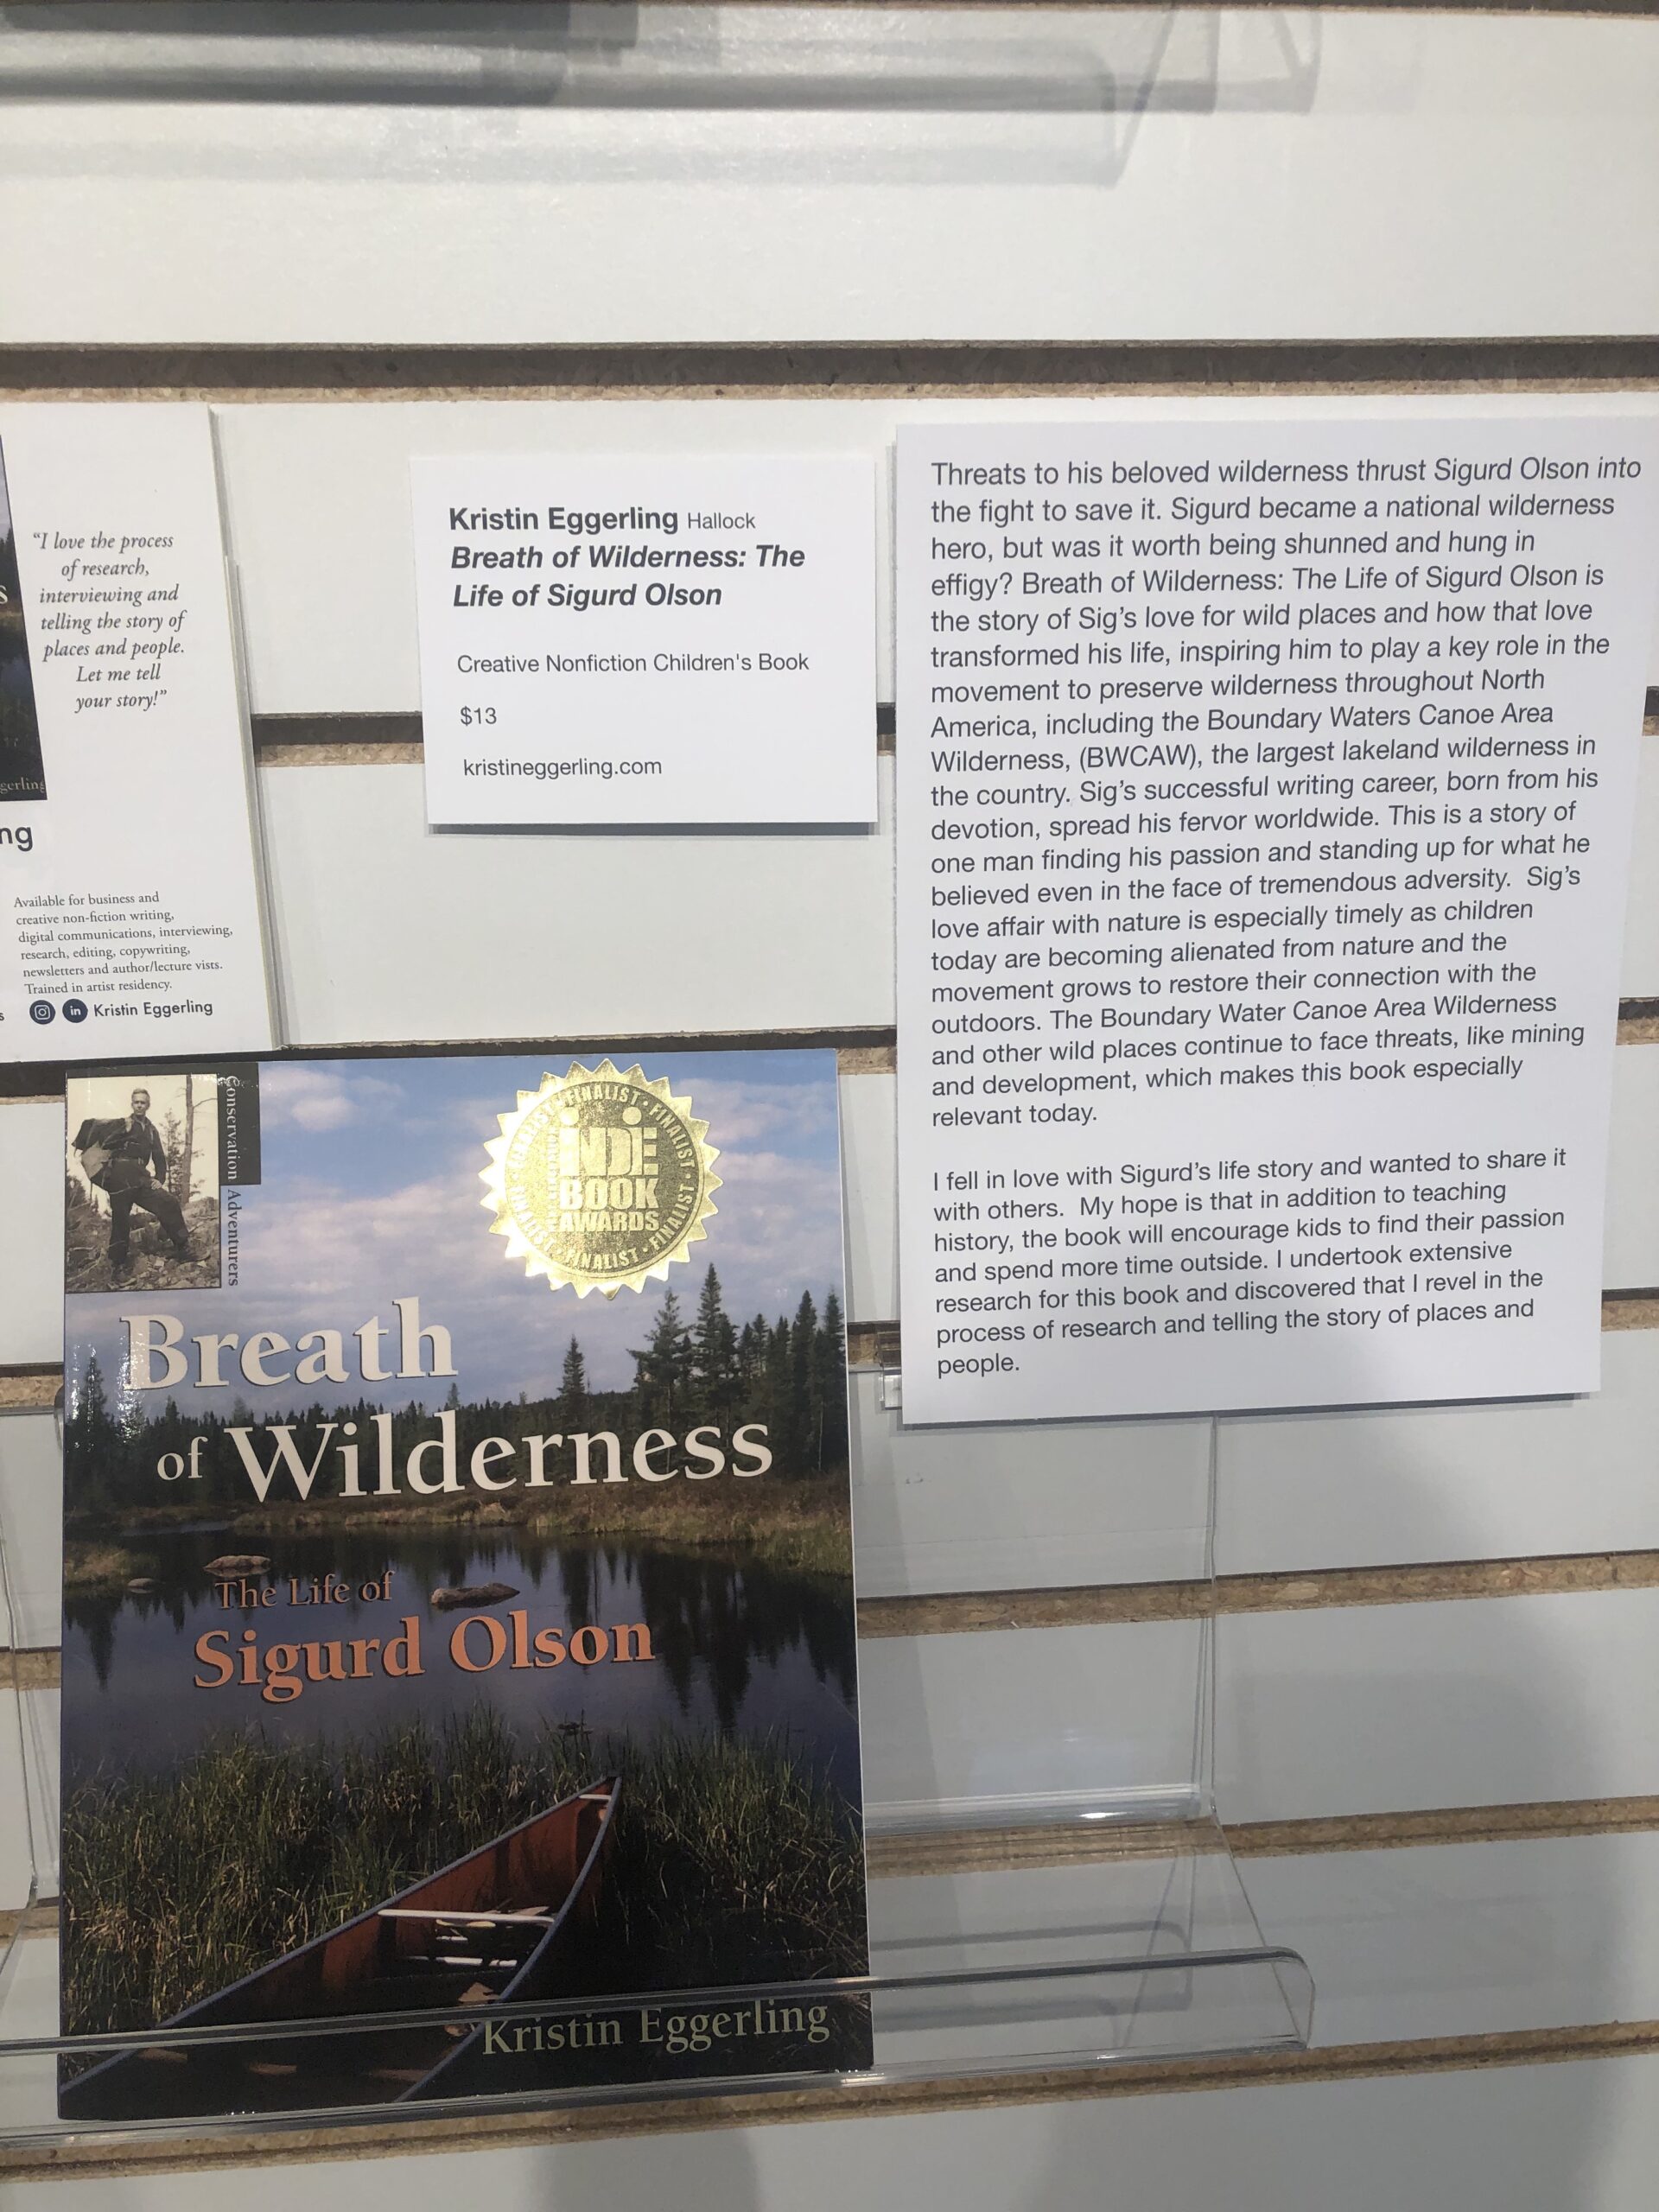 "I love the process
of research,
interviewing and
telling the story of
places and people.
Let me tell
your story!"
gerling
ng
Available for business and
creative non-fiction writing,
digital communications, interviewing,
research, editing, copywriting,
newsletters and author/lecture vists.
Trained in artist residency.
in Kristin Eggerling
Kristin Eggerling Hallock
Breath of Wilderness: The
Life of Sigurd Olson
Creative Nonfiction Children's Book
$13
kristineggerling.com
Threats to his beloved wilderness thrust Sigurd Olson into
the fight to save it. Sigurd became a national wilderness
hero, but was it worth being shunned and hung in
effigy? Breath of Wilderness: The Life of Sigurd Olson is
the story of Sig's love for wild places and how that love
transformed his life, inspiring him to play a key role in the
movement to preserve wilderness throughout North
America, including the Boundary Waters Canoe Area
Wilderness, (BWCAW), the largest lakeland wilderness in
the country. Sig's successful writing career, born from his
devotion, spread his fervor worldwide. This is a story of
one man finding his passion and standing up for what he
believed even in the face of tremendous adversity.  Sig's
love affair with nature is especially timely as children
today are becoming alienated from nature and the
movement grows to restore their connection with the
outdoors. The Boundary Water Canoe Area Wilderness
and other wild places continue to face threats, like mining
and development, which makes this book especially
relevant today.
I fell in love with Sigurd's life story and wanted to share it
with others.  My hope is that in addition to teaching
history, the book will encourage kids to find their passion
and spend more time outside. I undertook extensive
research for this book and discovered that I revel in the
process of research and telling the story of places and
people.
Conservation Adventurers
FINALIST • FINALIST • FINALIST • FINALIST
INDIE
BOOK
AWARDS
Breath
of Wilderness
The Life of
Sigurd Olson
Kristin Eggerling